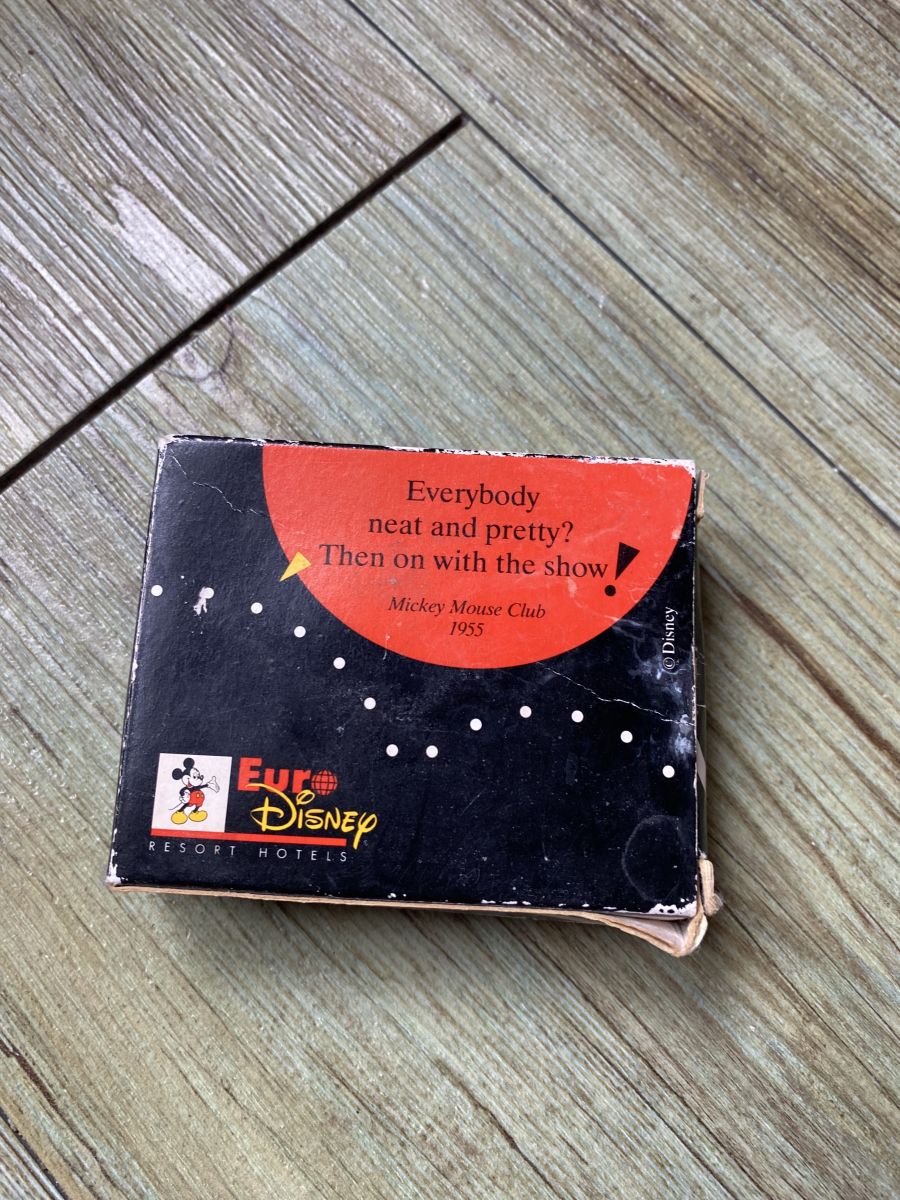 Everybody
neat and pretty?
Then on with the show!
Mickey Mouse Club
1955
©Disney
Euro
Disney
RESORT HOTELS